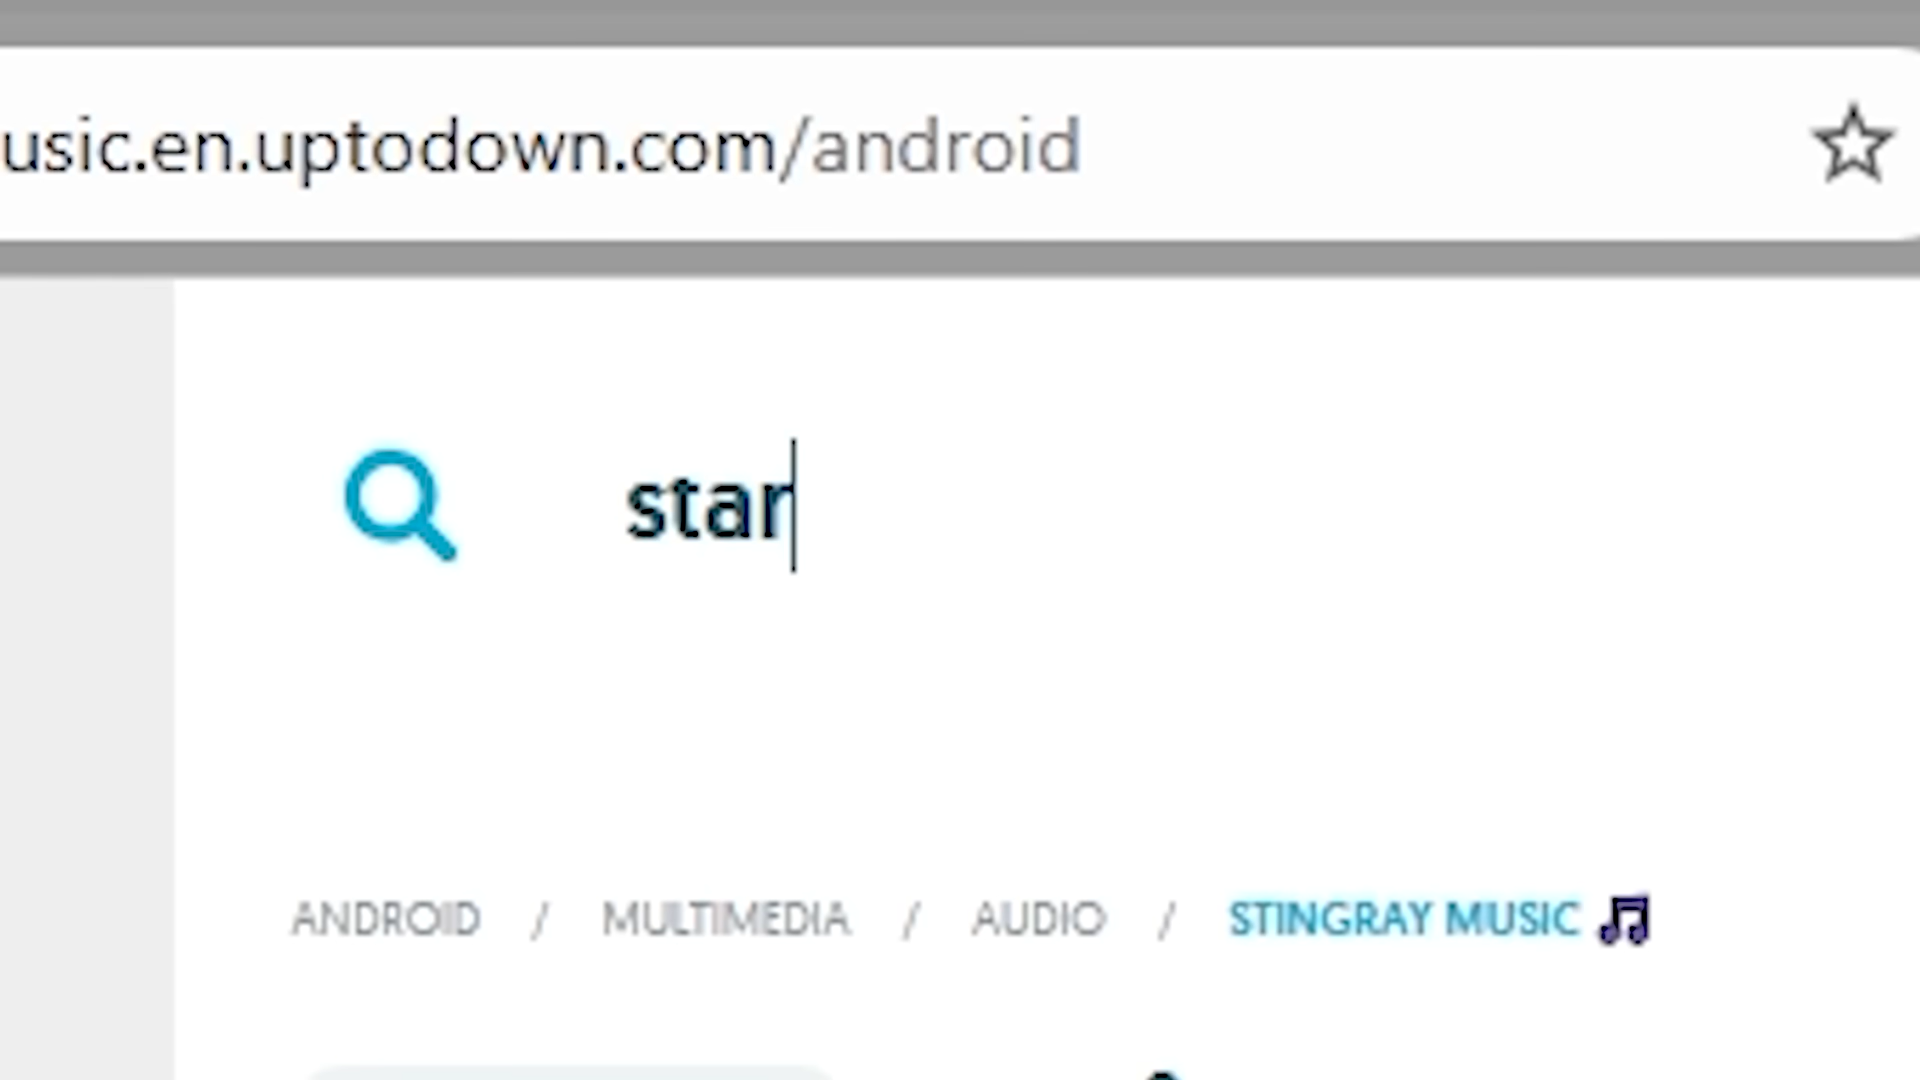 usic.en.uptodown.com/android
star
ANDROID / MULTIMEDIA / AUDIO / STINGRAY MUSIC 🎵